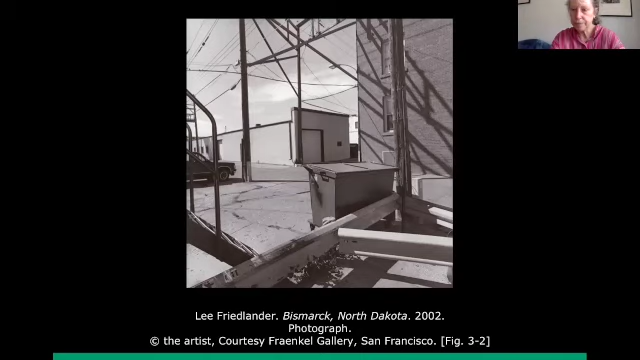 Lee Friedlander. Bismarck, North Dakota. 2002.
Photograph.
© the artist, Courtesy Fraenkel Gallery, San Francisco. [Fig. 3-2]